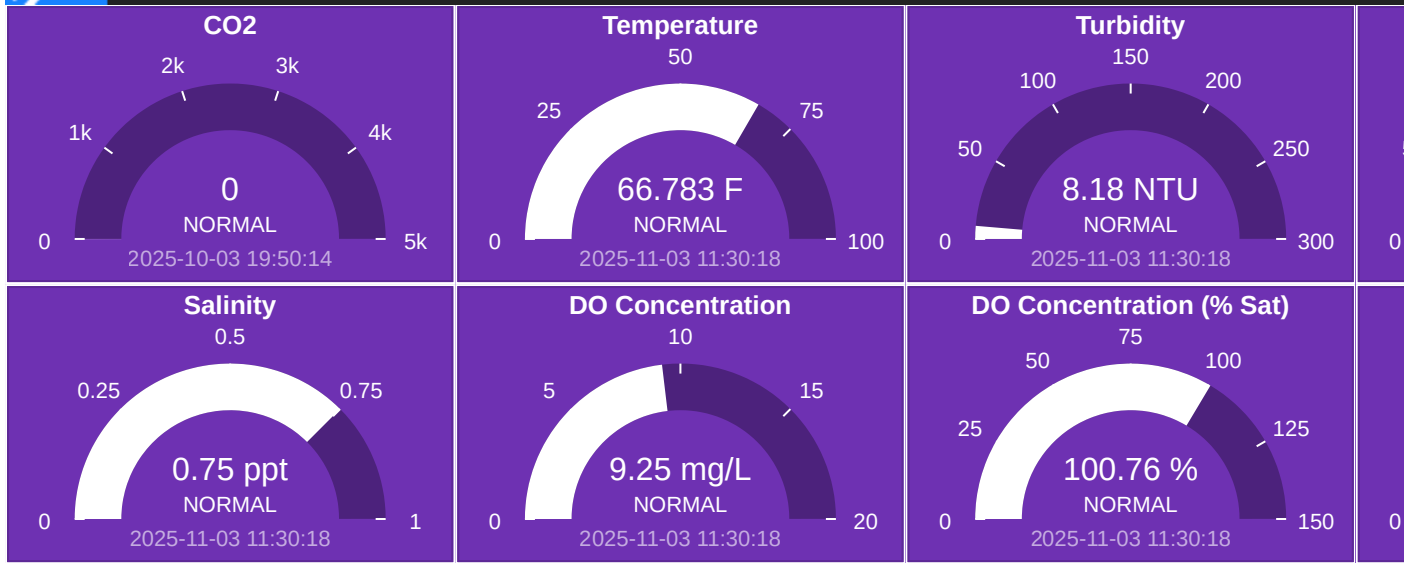 CO2
2k
3k
1k
4k
0
5k
0
NORMAL
2025-10-03 19:50:14
Temperature
50
25
75
0
100
66.783 F
NORMAL
2025-11-03 11:30:18
Turbidity
150
100
200
50
250
0
300
8.18 NTU
NORMAL
2025-11-03 11:30:18
0
Salinity
0.5
0.25
0.75
0
1
0.75 ppt
NORMAL
2025-11-03 11:30:18
DO Concentration
10
5
15
0
20
9.25 mg/L
NORMAL
2025-11-03 11:30:18
DO Concentration (% Sat)
75
50
100
25
125
0
150
100.76 %
NORMAL
2025-11-03 11:30:18
0